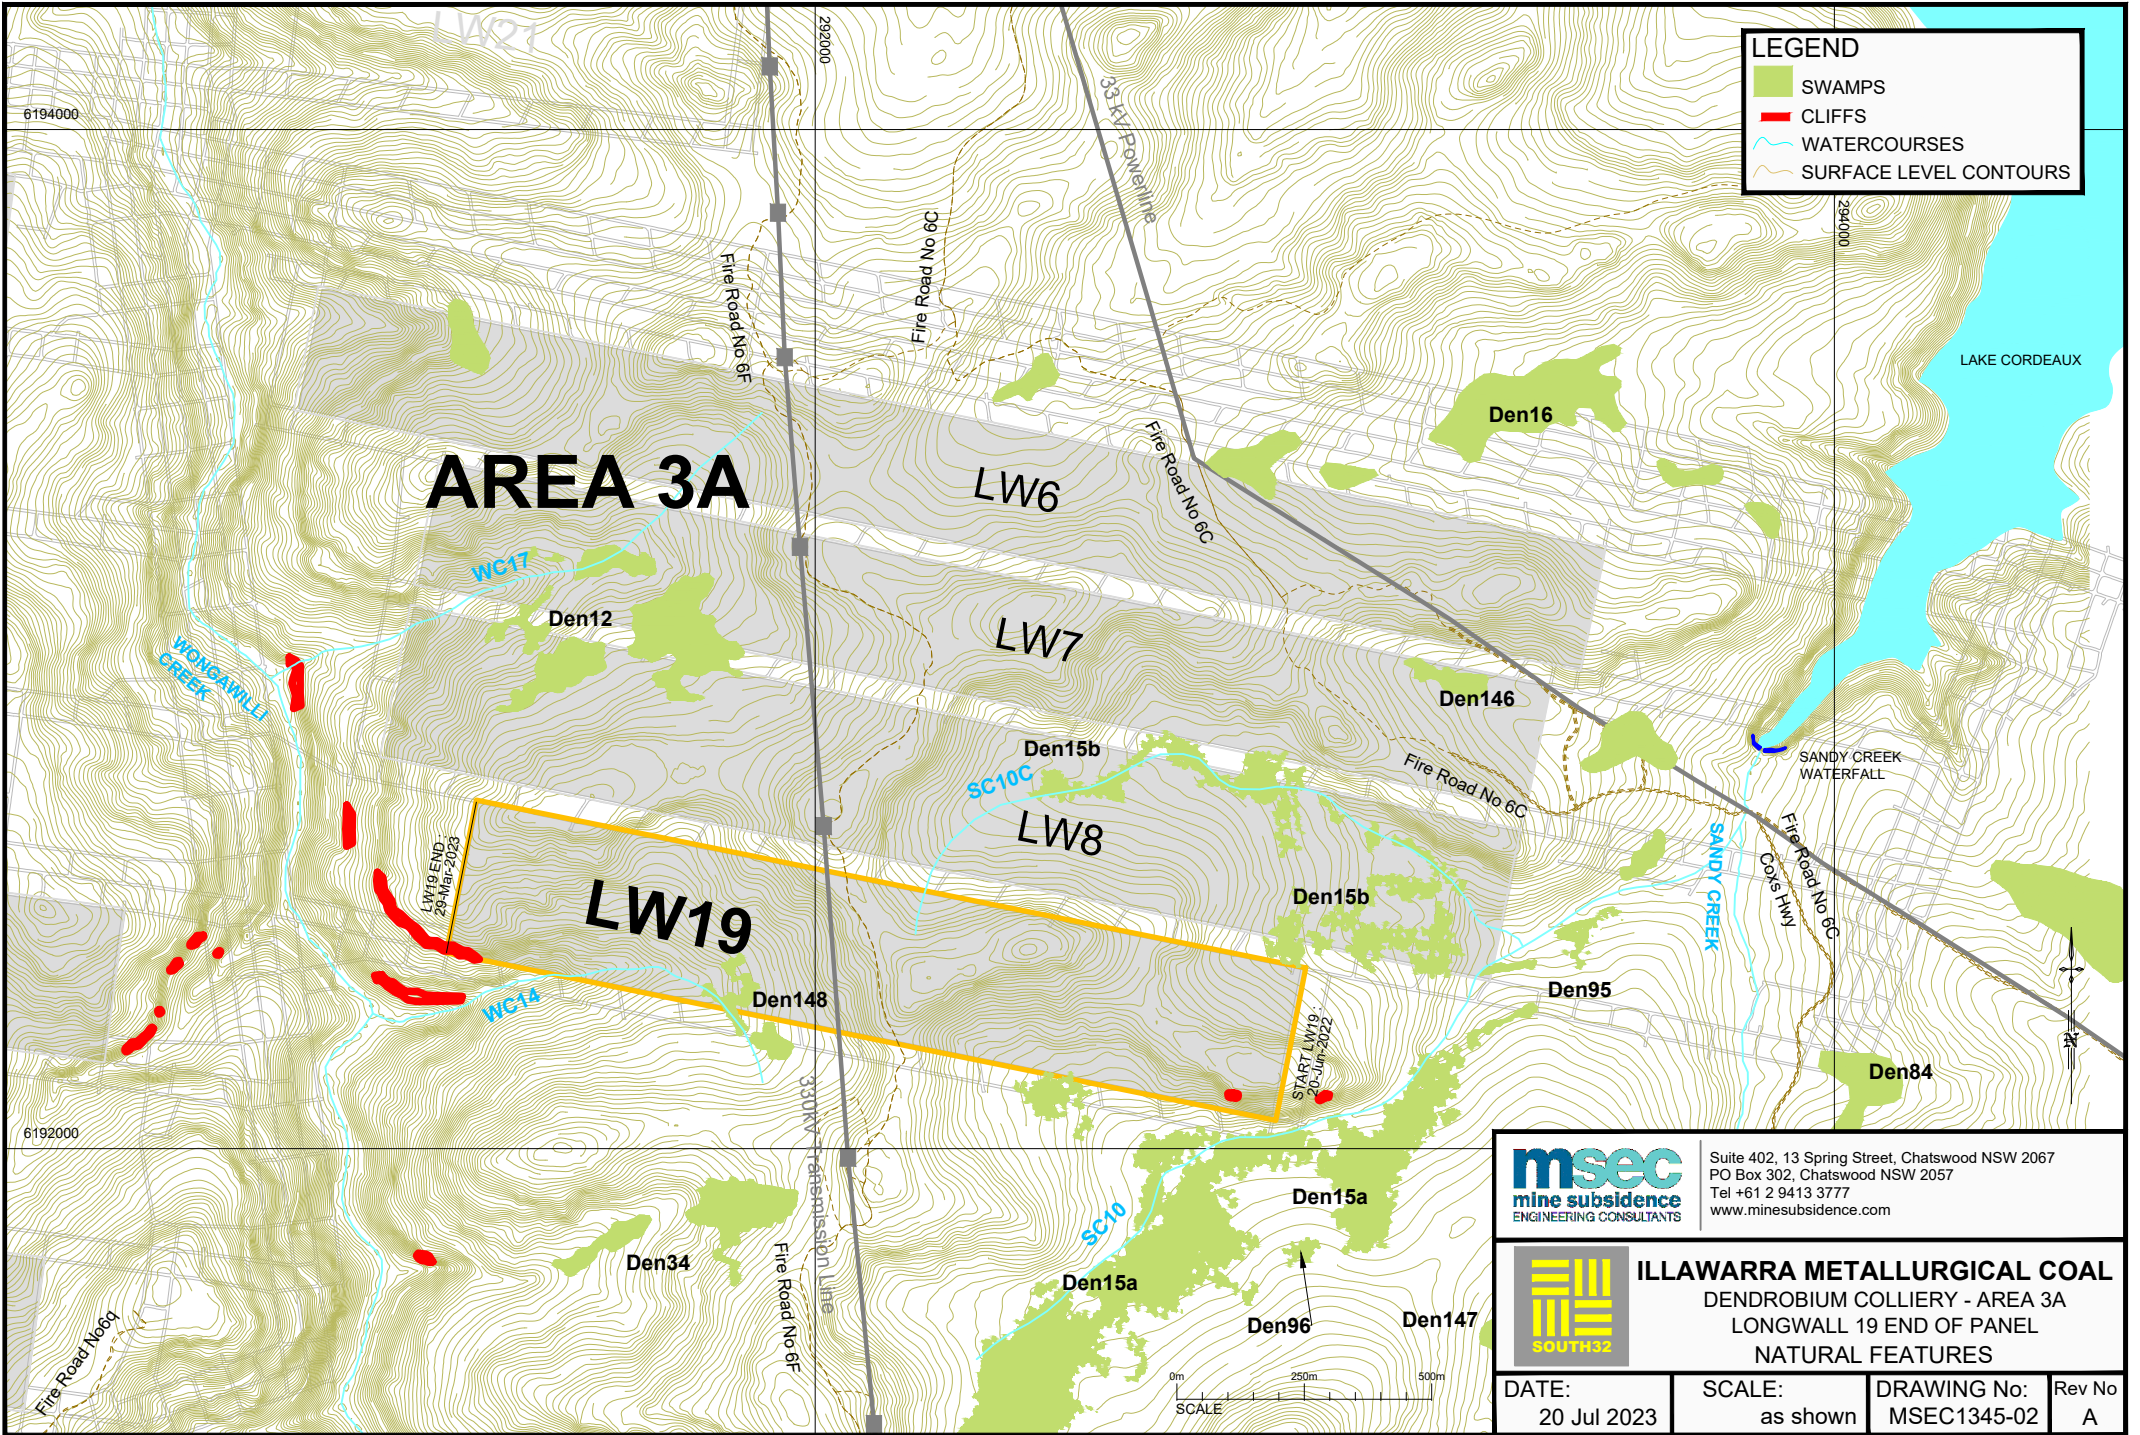 LW21
292000
33 kV Powerline
LEGEND
SWAMPS
CLIFFS
WATERCOURSES
SURFACE LEVEL CONTOURS
6194000
294000
Fire Road No 6F
Fire Road No 6C
LAKE CORDEAUX
Den16
Fire Road No 6C
AREA 3A
LW6
WC17
Den12
LW7
WONGAWILLI
CREEK
Den146
Den15b
SC10C
Fire Road No 6C
SANDY CREEK
WATERFALL
LW8
LW19 END :
29-Mar-2023
LW19
Den15b
SANDY CREEK
Fire Road No 6C
Coxs Hwy
WC14
Den148
Den95
START LW19 :
20-Jun-2022
N
Den84
330kV Transmission Line
6192000
Den15a
SC10
Den34
Fire Road No 6F
Den15a
Den96
Den147
Fire Road No6q
0m
250m
500m
SCALE
msec
mine subsidence
ENGINEERING CONSULTANTS
Suite 402, 13 Spring Street, Chatswood NSW 2067
PO Box 302, Chatswood NSW 2057
Tel +61 2 9413 3777
www.minesubsidence.com
SOUTH32
ILLAWARRA METALLURGICAL COAL
DENDROBIUM COLLIERY - AREA 3A
LONGWALL 19 END OF PANEL
NATURAL FEATURES
DATE:
20 Jul 2023
SCALE:
as shown
DRAWING No:
MSEC1345-02
Rev No
A